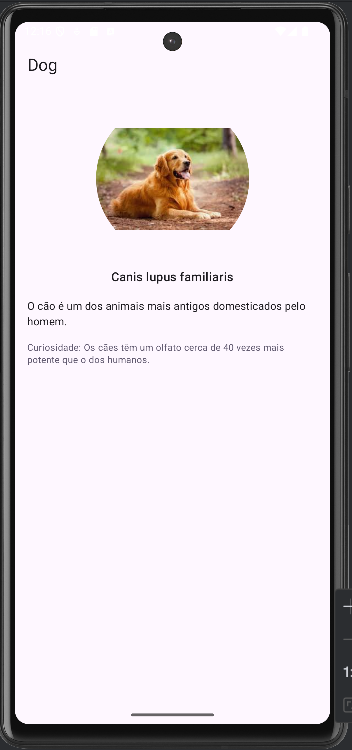 Dog
Canis lupus familiaris
O cão é um dos animais mais antigos domesticados pelo
homem.
Curiosidade: Os cães têm um olfato cerca de 40 vezes mais
potente que o dos humanos.